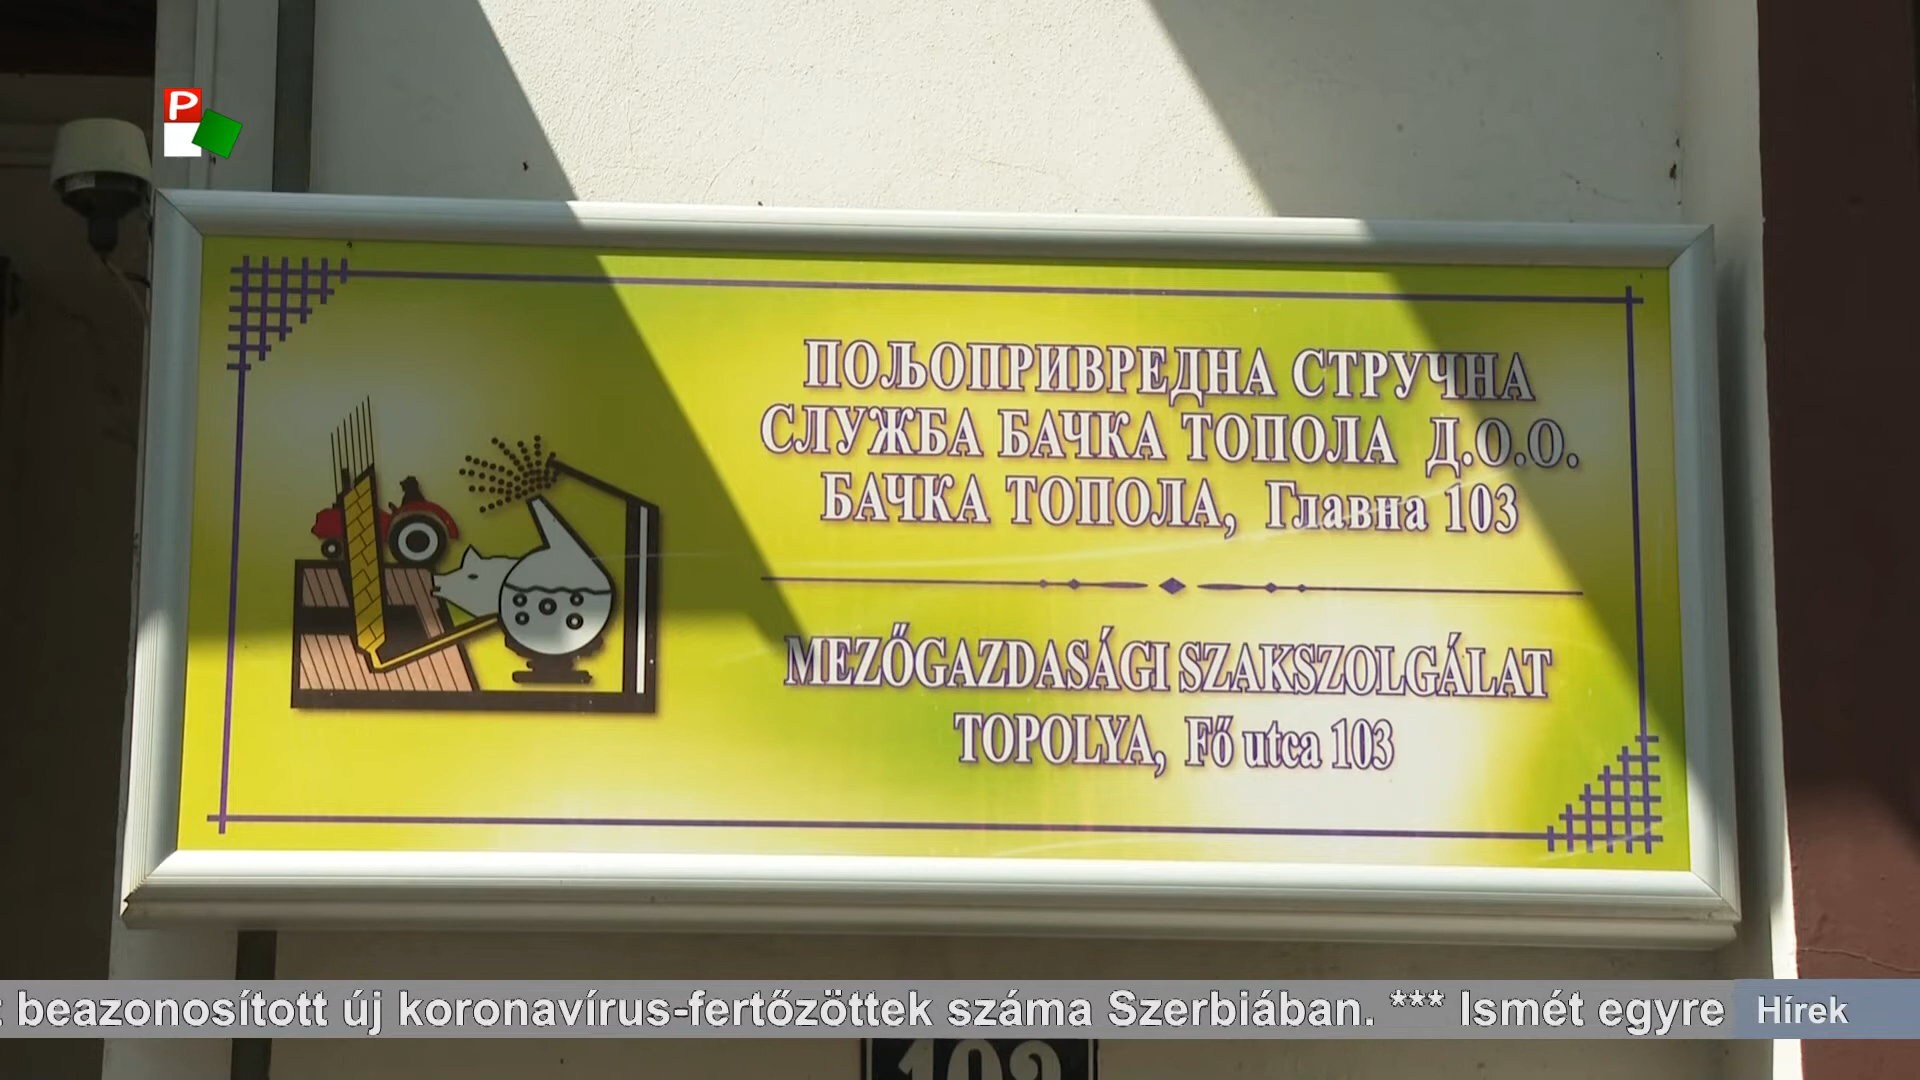 P
ПОЉОПРИВРЕДНА СТРУЧНА
СЛУЖБА БАЧКА ТОПОЛА Д.О.О.
БАЧКА ТОПОЛА, Главна 103
MEZŐGAZDASÁGI SZAKSZOLGÁLAT
TOPOLYA, Fő utca 103
beazonosított új koronavírus-fertőzöttek száma Szerbiában. *** Ismét egyre
Hírek